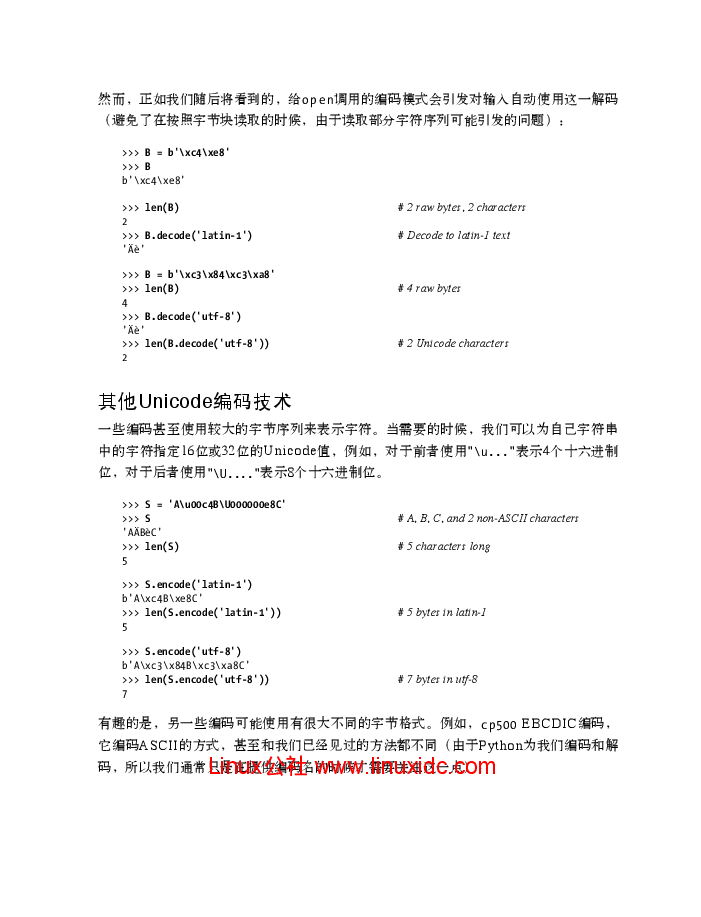 然而，正如我们随后将看到的，给open调用的编码模式会引发对输入自动使用这一解码
（避免了在按照字节块读取的时候，由于读取部分字符序列可能引发的问题）：
>>> B = b'\xc4\xe8'
>>> B
b'\xc4\xe8'
>>> len(B) # 2 raw bytes, 2 characters
2
>>> B.decode('latin-1') # Decode to latin-1 text
'Äè'
>>> B = b'\xc3\x84\xc3\xa8'
>>> len(B) # 4 raw bytes
4
>>> B.decode('utf-8')
'Äè'
>>> len(B.decode('utf-8')) # 2 Unicode characters
2
其他Unicode编码技术
一些编码甚至使用较大的字节序列来表示字符。当需要的时候，我们可以为自己字符串
中的字符指定16位或32位的Unicode值，例如，对于前者使用"\u..."表示4个十六进制
位，对于后者使用"\U...."表示8个十六进制位。
>>> S = 'A\u00c4B\U000000e8C'
>>> S # A, B, C, and 2 non-ASCII characters
'AÄBèC'
>>> len(S) # 5 characters long
5
>>> S.encode('latin-1')
b'A\xc4B\xe8C'
>>> len(S.encode('latin-1')) # 5 bytes in latin-1
5
>>> S.encode('utf-8')
b'A\xc3\x84B\xc3\xa8C'
>>> len(S.encode('utf-8')) # 7 bytes in utf-8
7
有趣的是，另一些编码可能使用有很大不同的字节格式。例如，cp500 EBCDIC编码，
它编码ASCII的方式，甚至和我们已经见过的方法都不同（由于Python为我们编码和解
码，所以我们通常
Linux公社 www.linuxidc.com